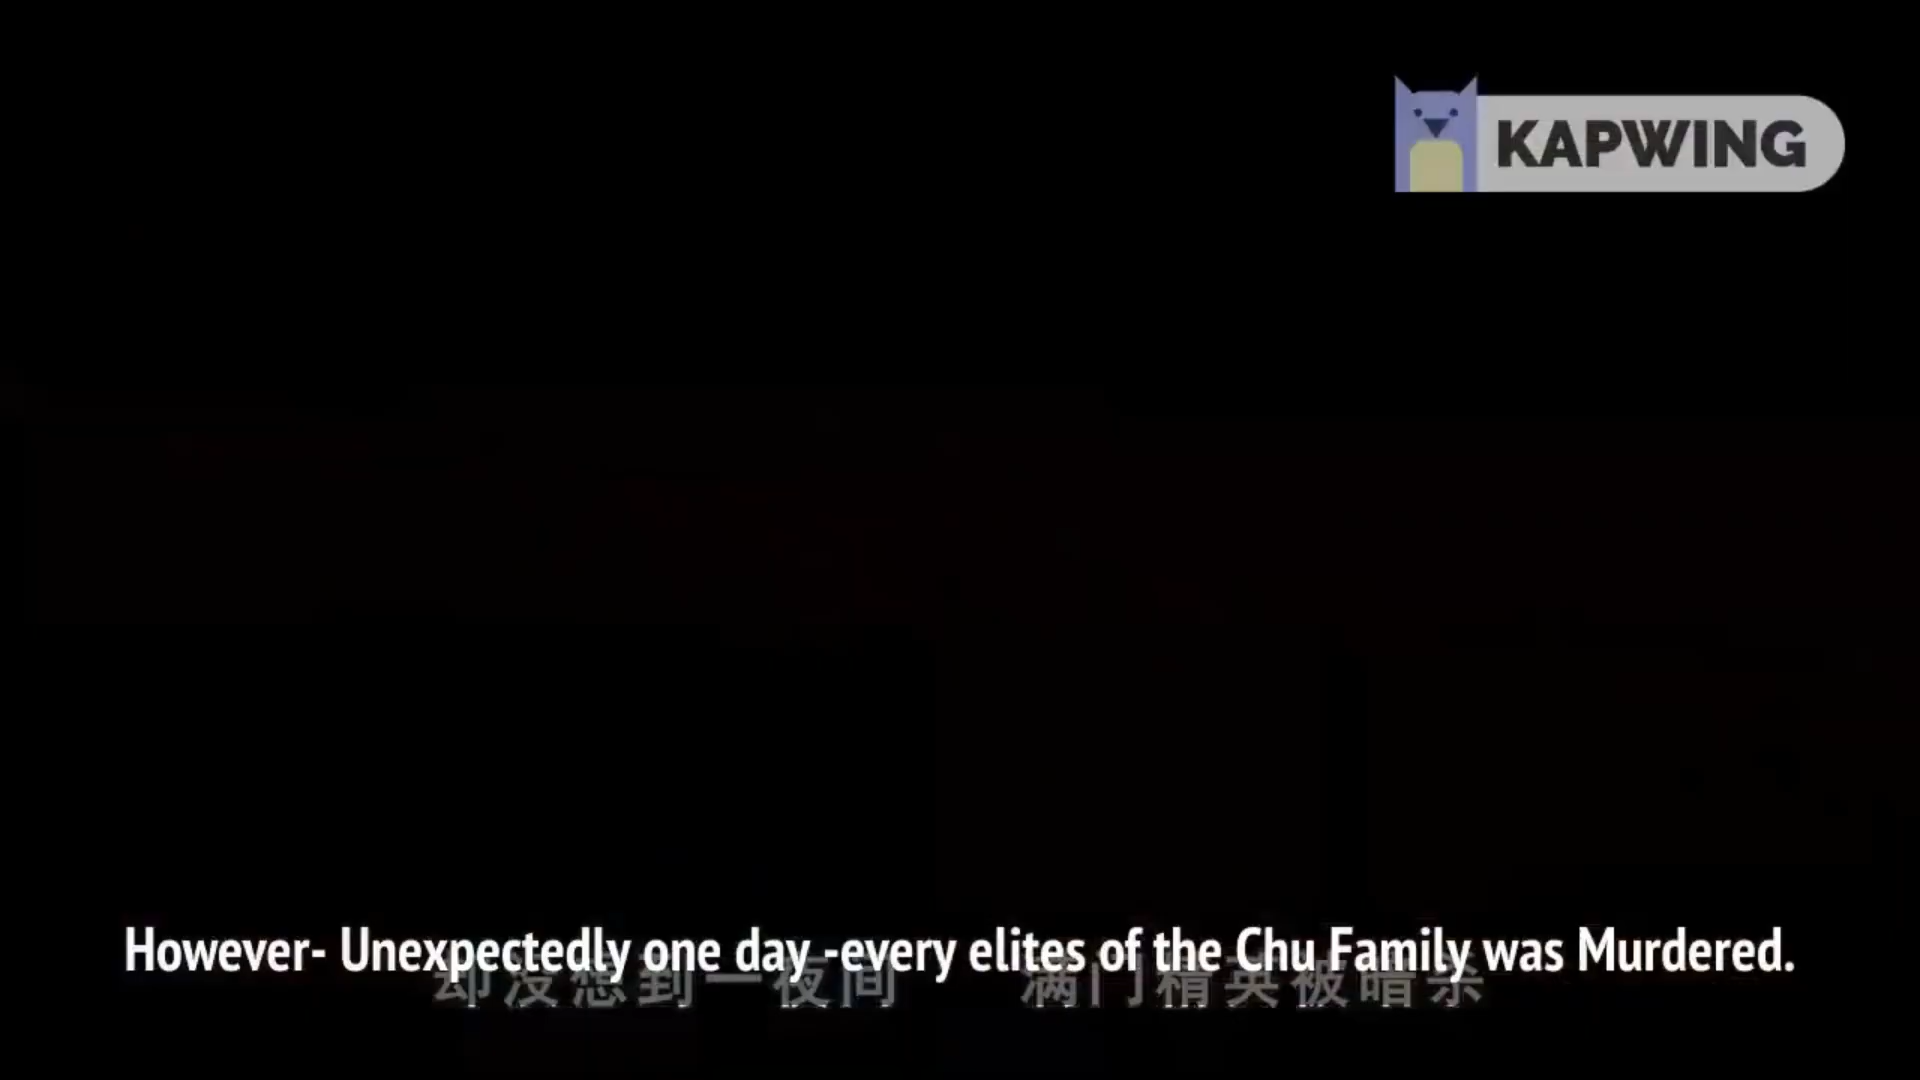 KAPWING
However- Unexpectedly one day -every elites of the Chu Family was Murdered.
却没想到一夜间 满门精英被暗杀